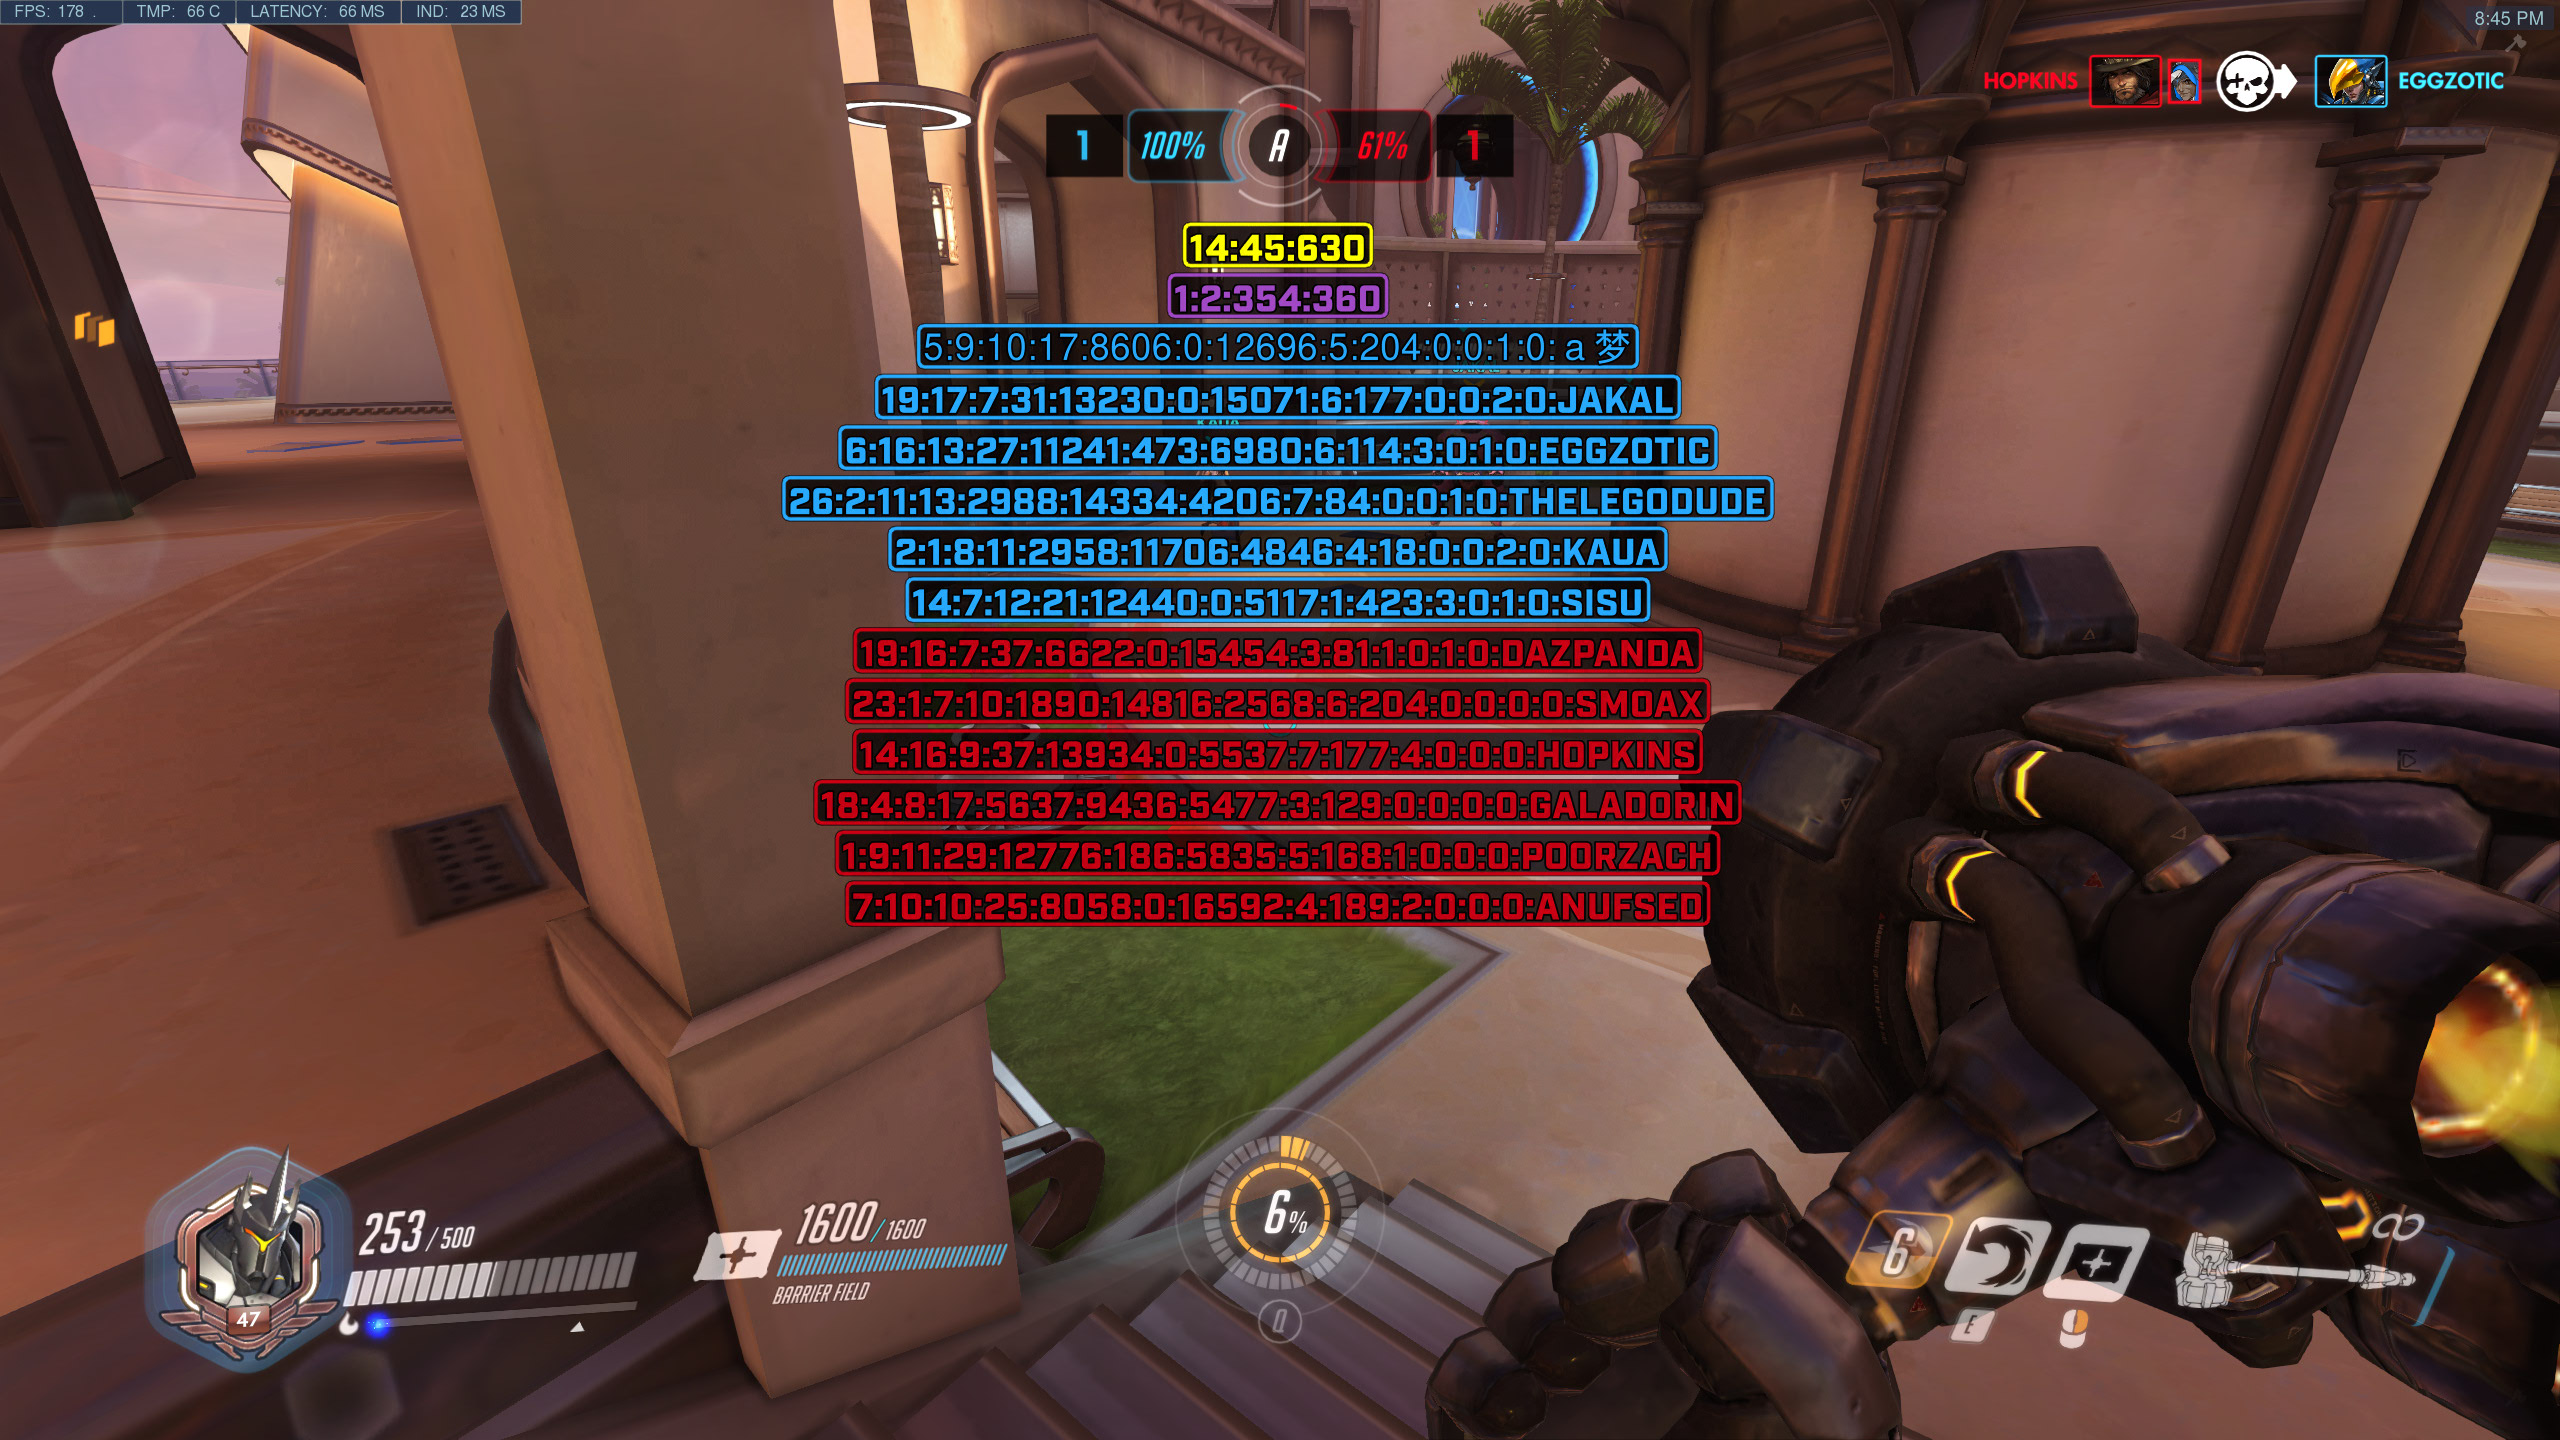 FPS: 178 . TMP: 66 C LATENCY: 66 MS IND: 23 MS
8:45 PM
HOPKINS EGGZOTIC
1 100% A 61% 1
14:45:630
1:2:354:360
5:9:10:17:8606:0:12696:5:204:0:0:1:0: a 梦
19:17:7:31:13230:0:15071:6:177:0:0:2:0:JAKAL
6:16:13:27:11241:473:6980:6:114:3:0:1:0:EGGZOTIC
26:2:11:13:2988:14334:4206:7:84:0:0:1:0:THELEGODUDE
2:1:8:11:2958:11706:4846:4:18:0:0:2:0:KAUA
14:7:12:21:12440:0:5117:1:423:3:0:1:0:SISU
19:16:7:37:6622:0:15454:3:81:1:0:1:0:DAZPANDA
23:1:7:10:1890:14816:2568:6:204:0:0:0:0:SMOAX
14:16:9:37:13934:0:5537:7:177:4:0:0:0:HOPKINS
18:4:8:17:5637:9436:5477:3:129:0:0:0:0:GALADORIN
1:9:11:29:12776:186:5835:5:168:1:0:0:0:POORZACH
7:10:10:25:8058:0:16592:4:189:2:0:0:0:ANUFSED
253/500
47
1600/1600
BARRIER FIELD
6%
Q
6
E
∞